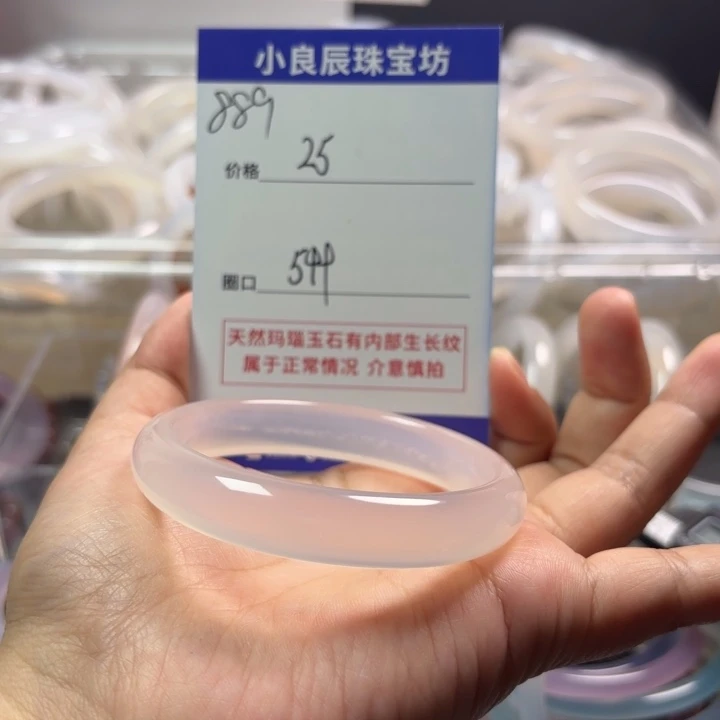 小良辰珠宝坊
889
价格 25
圈口 544
天然玛瑙玉石有内部生长纹
属于正常情况 介意慎拍